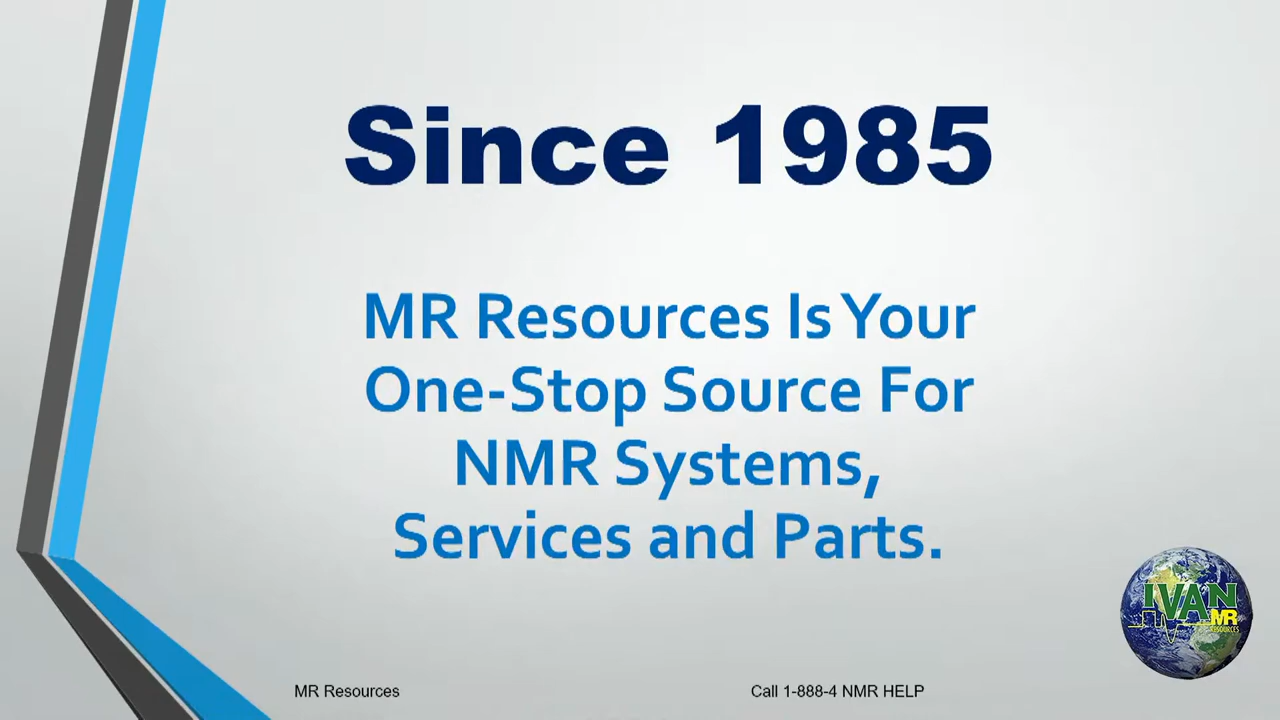 Since 1985
MR Resources Is Your
One-Stop Source For
NMR Systems,
Services and Parts.
IVAN
MR
RESOURCES
MR Resources
Call 1-888-4 NMR HELP